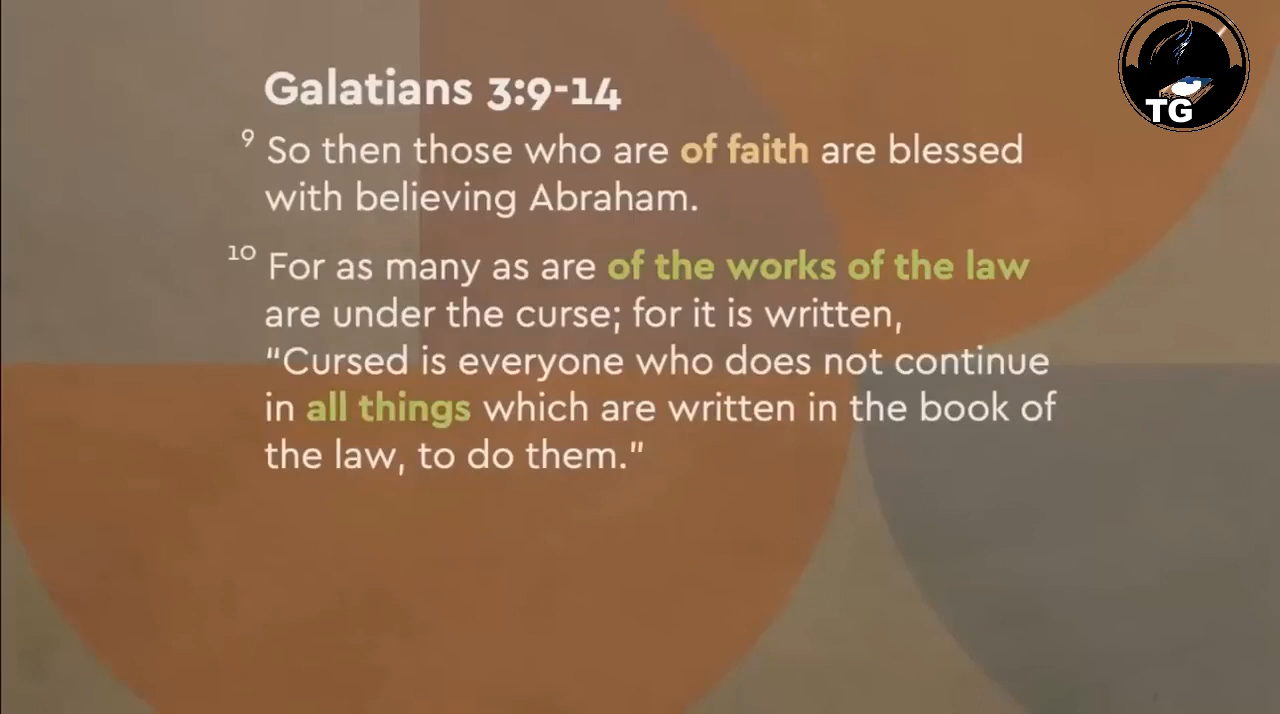 TG
Galatians 3:9-14
9 So then those who are of faith are blessed
with believing Abraham.
10 For as many as are of the works of the law
are under the curse; for it is written,
“Cursed is everyone who does not continue
in all things which are written in the book of
the law, to do them.”